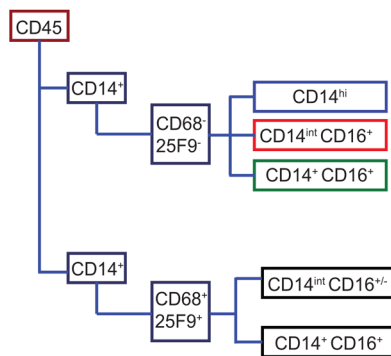 CD45
CD14⁺
CD68⁻
25F9⁻
CD14ʰⁱ
CD14ⁱⁿᵗ CD16⁺
CD14⁺ CD16⁺
CD14⁺
CD68⁺
25F9⁺
CD14ⁱⁿᵗ CD16⁺/⁻
CD14⁺ CD16⁺